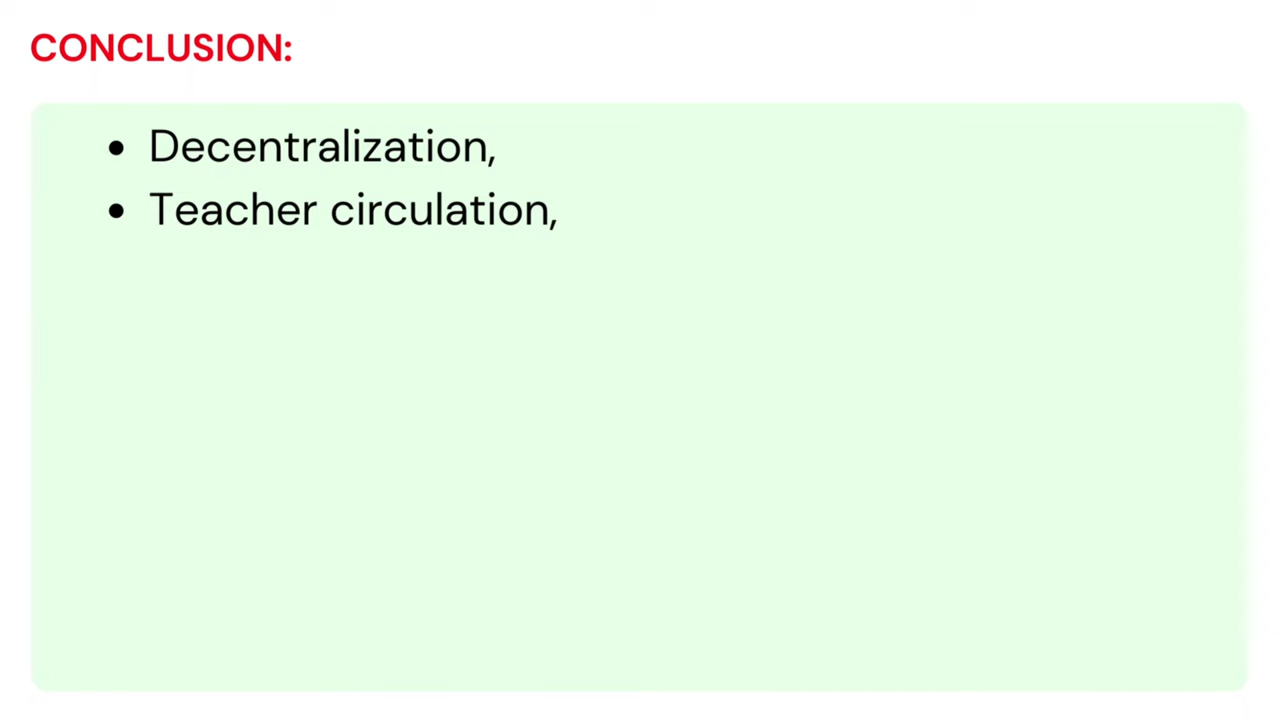 CONCLUSION:
• Decentralization,
• Teacher circulation,